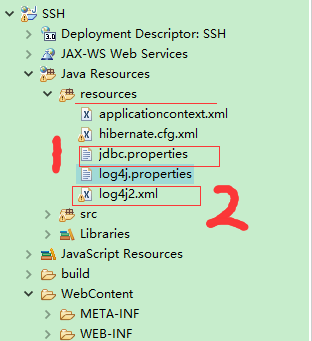 SSH
Deployment Descriptor: SSH
JAX-WS Web Services
Java Resources
resources
applicationcontext.xml
hibernate.cfg.xml
1
jdbc.properties
log4j.properties
log4j2.xml
2
src
Libraries
JavaScript Resources
build
WebContent
META-INF
WEB-INF